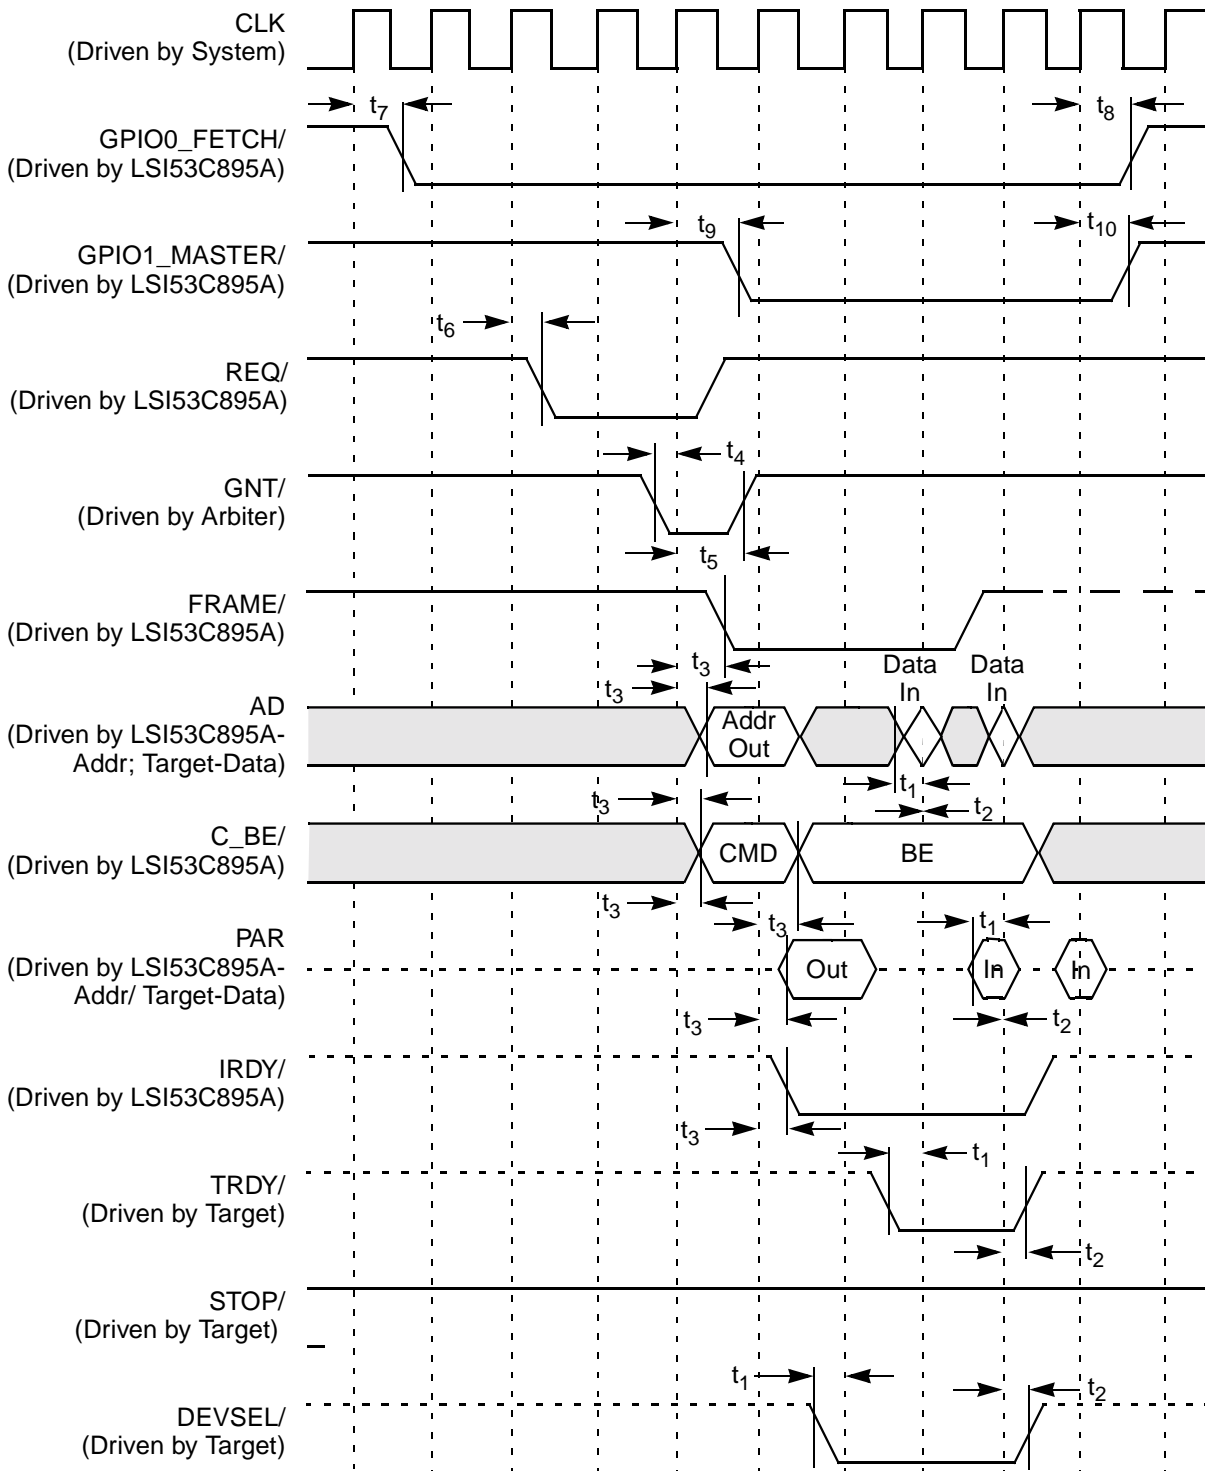 CLK
(Driven by System)
t7
t8
GPIO0_FETCH/
(Driven by LSI53C895A)
t9
t10
GPIO1_MASTER/
(Driven by LSI53C895A)
t6
REQ/
(Driven by LSI53C895A)
t4
GNT/
(Driven by Arbiter)
t5
FRAME/
(Driven by LSI53C895A)
t3
Data
In
Data
In
t3
AD
(Driven by LSI53C895A-
Addr; Target-Data)
Addr
Out
t1
t3
t2
C_BE/
(Driven by LSI53C895A)
CMD
BE
t3
t3
t1
PAR
(Driven by LSI53C895A-
Addr/ Target-Data)
Out
In
In
t3
t2
IRDY/
(Driven by LSI53C895A)
t3
t1
TRDY/
(Driven by Target)
t2
STOP/
(Driven by Target)
t1
t2
DEVSEL/
(Driven by Target)